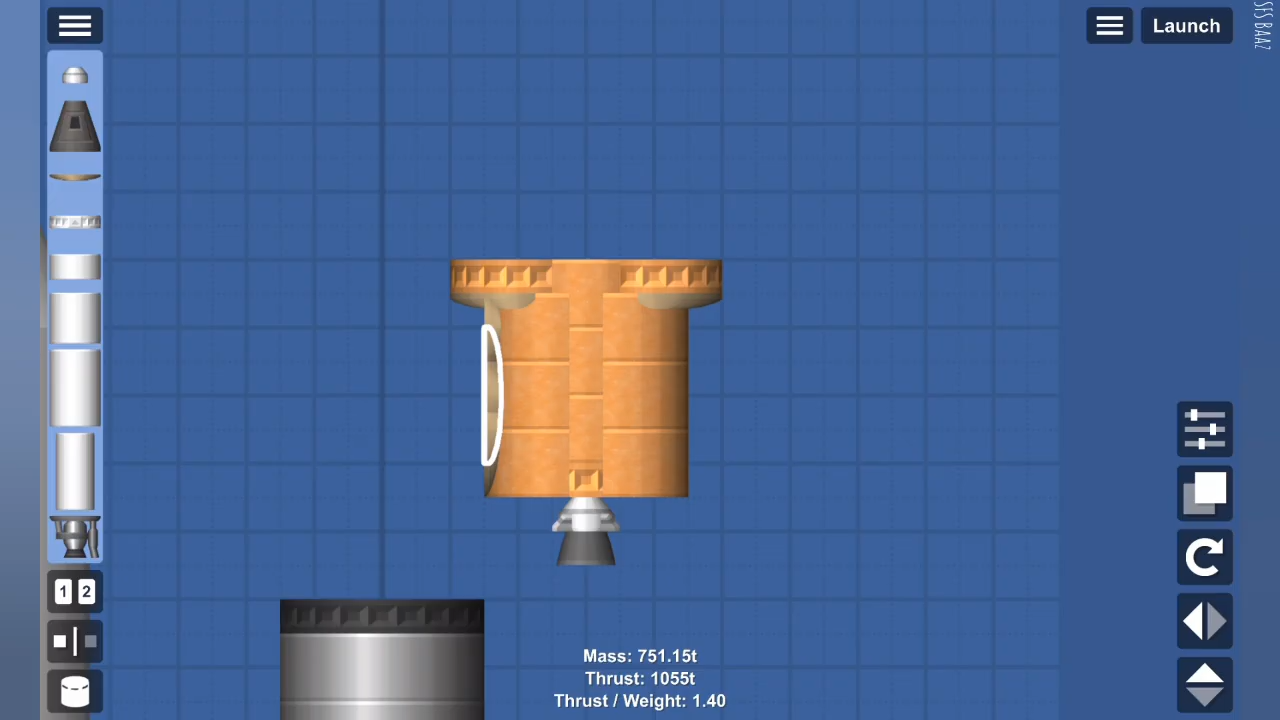 Launch
SFS BAAZ
1 2
Mass: 751.15t
Thrust: 1055t
Thrust / Weight: 1.40